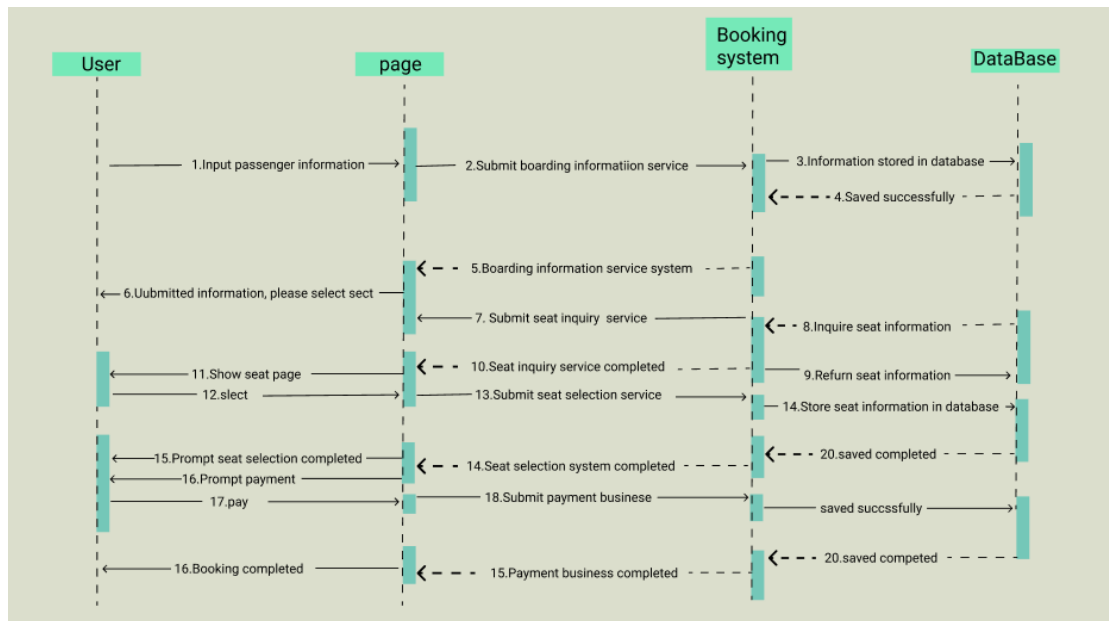 User
page
Booking
system
DataBase
1.Input passenger information
2.Submit boarding informatiion service
3.Information stored in database
4.Saved successfully
5.Boarding information service system
6.Uubmitted information, please select sect
7. Submit seat inquiry service
8.Inquire seat information
10.Seat inquiry service completed
11.Show seat page
9.Refurn seat information
12.slect
13.Submit seat selection service
14.Store seat information in database
15.Prompt seat selection completed
14.Seat selection system completed
20.saved completed
16.Prompt payment
17.pay
18.Submit payment business
saved succssfully
20.saved competed
16.Booking completed
15.Payment business completed